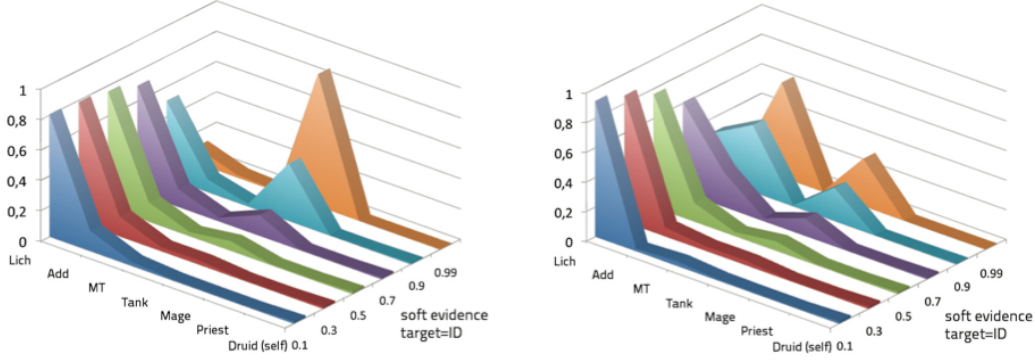 1
0,8
0,6
0,4
0,2
0
Lich
Add
MT
Tank
Mage
Priest
Druid (self)
0.1
0.3
0.5
0.7
0.9
0.99
soft evidence
target=ID
1
0,8
0,6
0,4
0,2
0
Lich
Add
MT
Tank
Mage
Priest
Druid (self)
0.1
0.3
0.5
0.7
0.9
0.99
soft evidence
target=ID